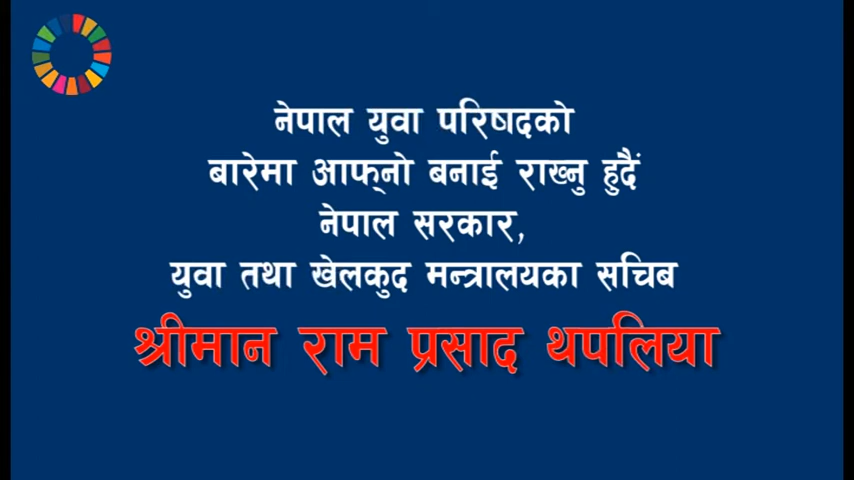 नेपाल युवा परिषदको
बारेमा आफ्‌नो बनाई राख्नु हुदैं
नेपाल सरकार,
युवा तथा खेलकुद मन्त्रालयका सचिब
श्रीमान राम प्रसाद थपलिया